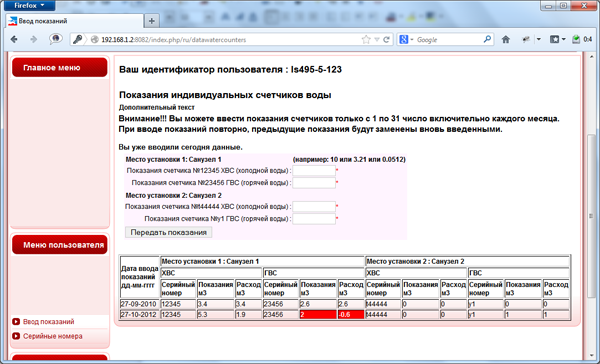 Firefox
Ввод показаний
192.168.1.2:8082/index.php/ru/datawatercounters
Google
0:4
Главное меню
Меню пользователя
Ввод показаний
Серийные номера
Ваш идентификатор пользователя : ls495-5-123
Показания индивидуальных счетчиков воды
Дополнительный текст
Внимание!!! Вы можете ввести показания счетчиков только с 1 по 31 число включительно каждого месяца.
При вводе показаний повторно, предыдущие показания будут заменены вновь введенными.
Вы уже вводили сегодня данные.
Место установки 1: Санузел 1 (например: 10 или 3.21 или 0.0512)
Показания счетчика №12345 ХВС (холодной воды) : *
Показания счетчика №23456 ГВС (горячей воды) : *
Место установки 2: Санузел 2
Показания счетчика №t44444 ХВС (холодной воды) : *
Показания счетчика №y1 ГВС (горячей воды) : *
Передать показания
Дата ввода показаний ДД-мм-гггг Место установки 1 : Санузел 1 Место установки 2 : Санузел 2
ХВС ГВС ХВС ГВС
Серийный номер Показания м3 Расход м3 Серийный номер Показания м3 Расход м3 Серийный номер Показания м3 Расход м3 Серийный номер Показания м3 Расход м3
27-09-2010 12345 3.4 3.4 23456 2.6 2.6 t44444 0 0 y1 0 0
27-10-2012 12345 5.3 1.9 23456 2 -0.6 t44444 0 0 y1 1 1